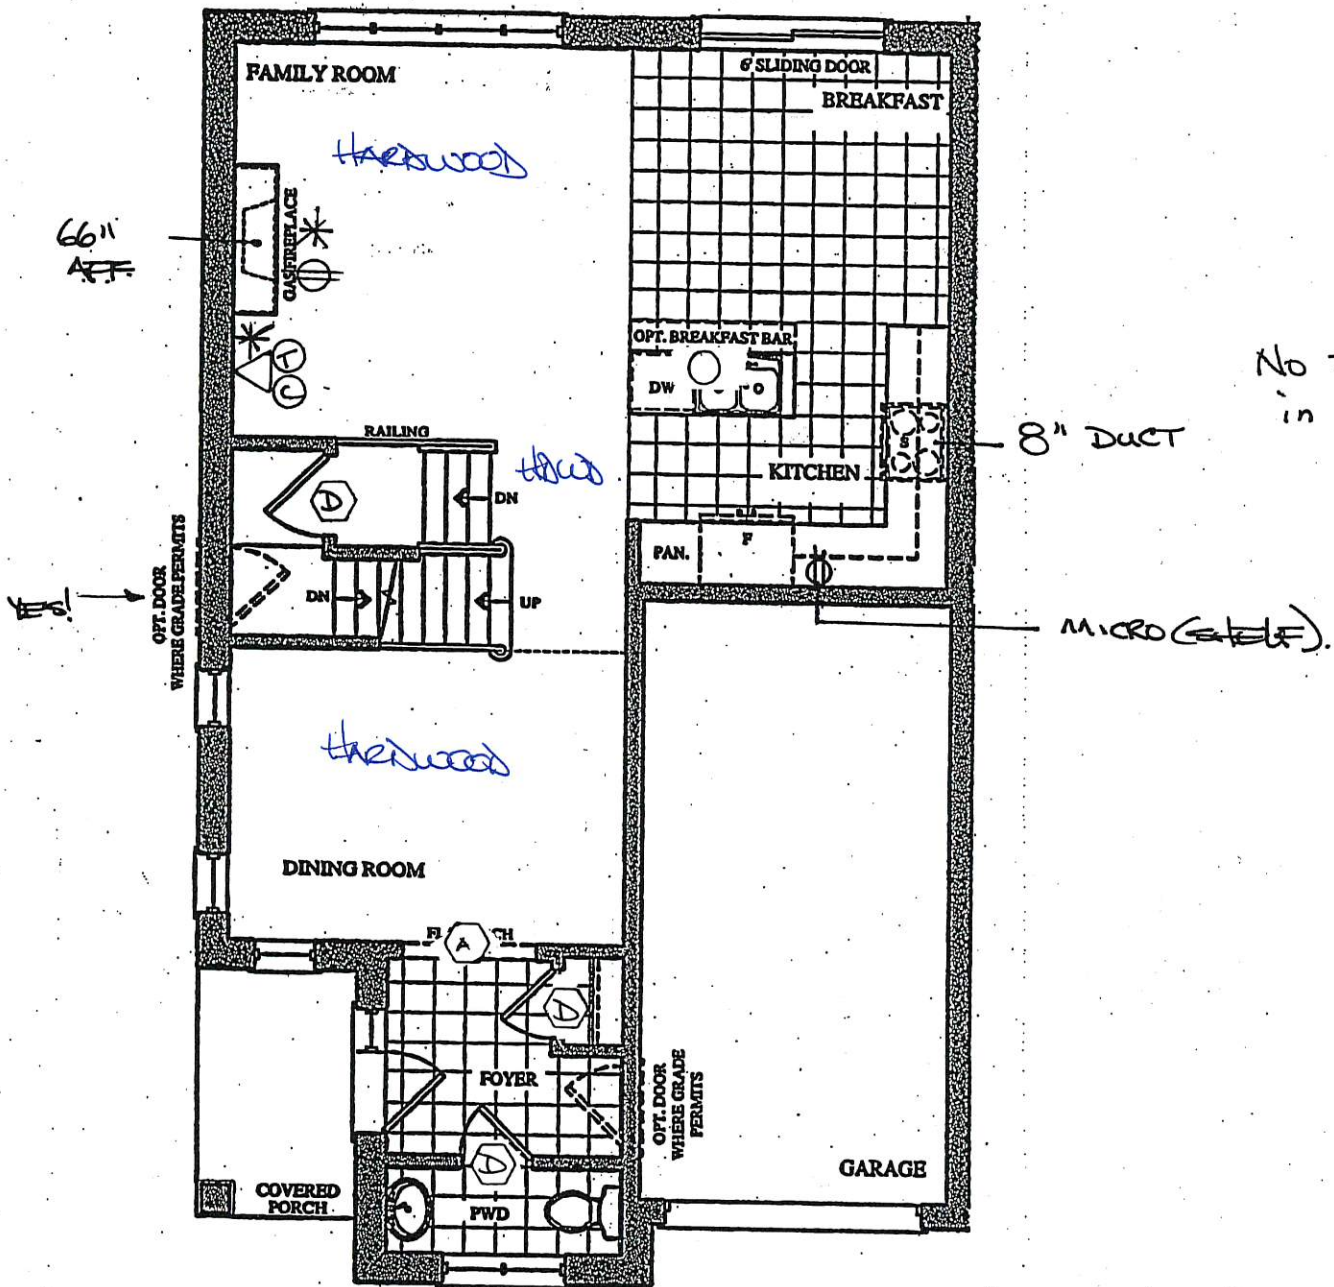 6' SLIDING DOOR
FAMILY ROOM
BREAKFAST
HARDWOOD
66"
A.F.F.
GAS FIREPLACE
T
C
OPT. BREAKFAST BAR
DW
No
in
8" DUCT
S
RAILING
HDWD
KITCHEN
D
DN
PAN.
F
OPT. DOOR
WHERE GRADE PERMITS
YES!
DN
UP
MICRO (SHELF).
HARDWOOD
DINING ROOM
A
D
FOYER
OPT. DOOR
WHERE GRADE
PERMITS
D
GARAGE
COVERED
PORCH
PWD